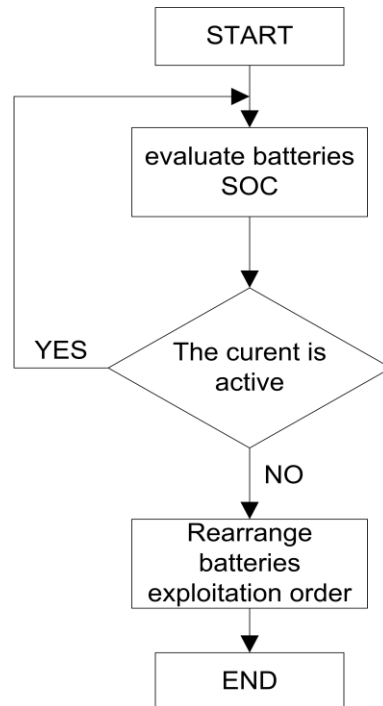 START
evaluate batteries
SOC
The curent is
active
YES
NO
Rearrange
batteries
exploitation order
END